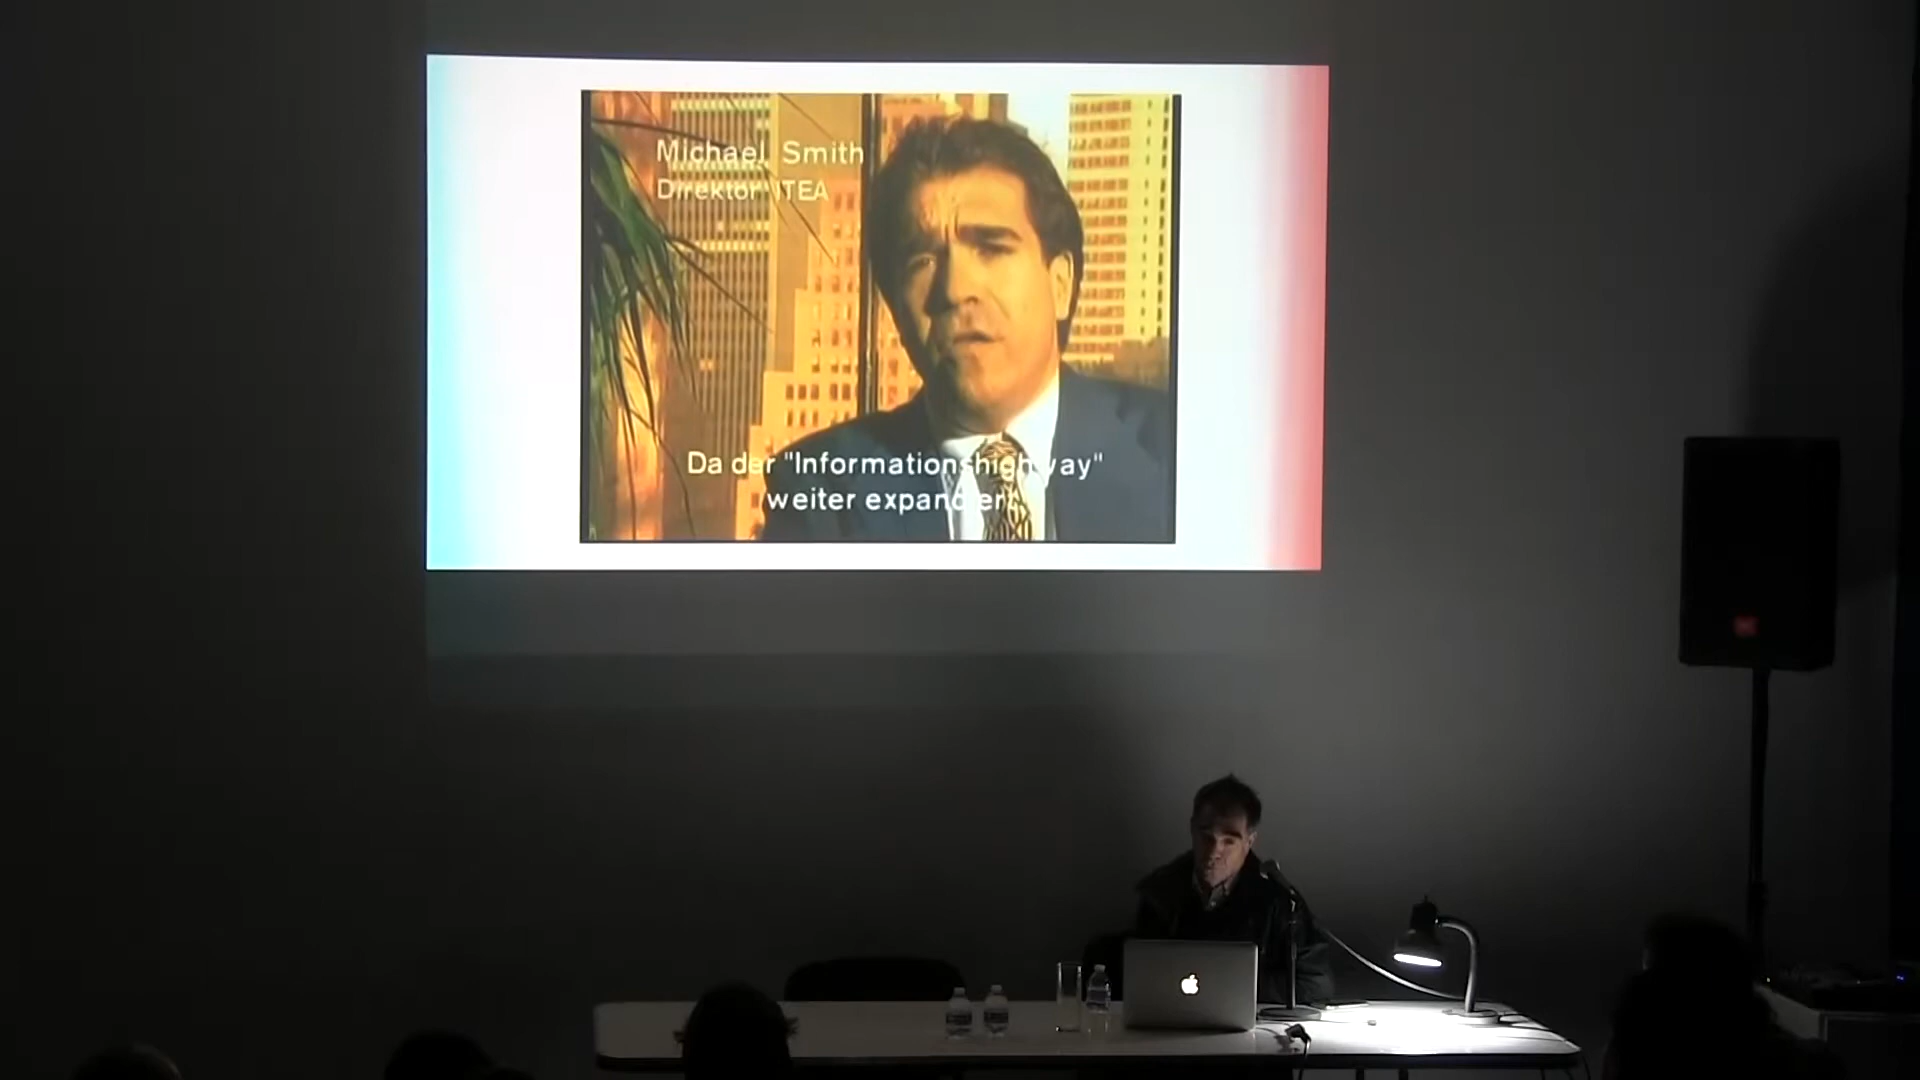 Michael Smith
Direktor ITEA
Da der "Informationshighway"
weiter expandiert